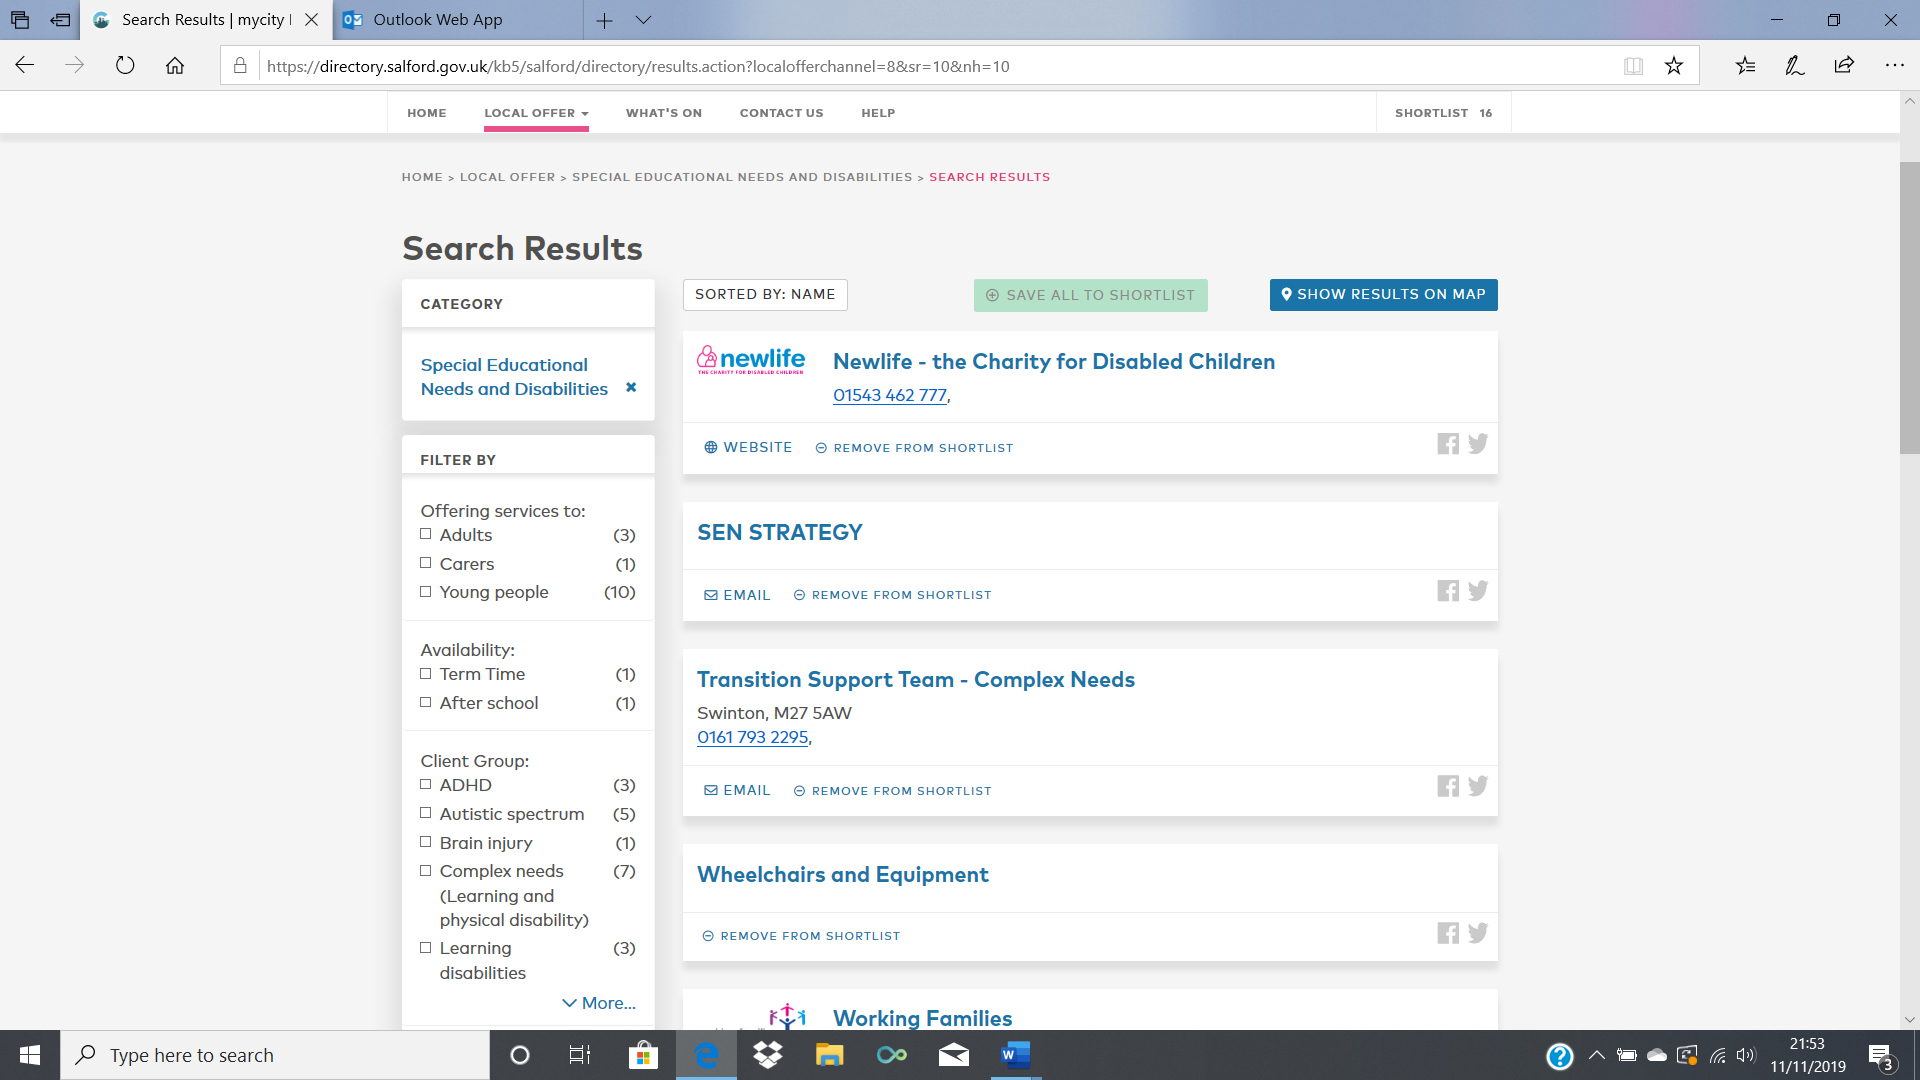 Search Results | mycity
Outlook Web App
https://directory.salford.gov.uk/kb5/salford/directory/results.action?localofferchannel=8&sr=10&nh=10
HOME
LOCAL OFFER
WHAT'S ON
CONTACT US
HELP
SHORTLIST 16
HOME > LOCAL OFFER > SPECIAL EDUCATIONAL NEEDS AND DISABILITIES > SEARCH RESULTS
Search Results
CATEGORY
Special Educational
Needs and Disabilities
FILTER BY
Offering services to:
Adults (3)
Carers (1)
Young people (10)
Availability:
Term Time (1)
After school (1)
Client Group:
ADHD (3)
Autistic spectrum (5)
Brain injury (1)
Complex needs (7)
(Learning and
physical disability)
Learning (3)
disabilities
More...
SORTED BY: NAME
SAVE ALL TO SHORTLIST
SHOW RESULTS ON MAP
newlife
THE CHARITY FOR DISABLED CHILDREN
Newlife - the Charity for Disabled Children
01543 462 777,
WEBSITE
REMOVE FROM SHORTLIST
SEN STRATEGY
EMAIL
REMOVE FROM SHORTLIST
Transition Support Team - Complex Needs
Swinton, M27 5AW
0161 793 2295,
EMAIL
REMOVE FROM SHORTLIST
Wheelchairs and Equipment
REMOVE FROM SHORTLIST
Working Families
Type here to search
21:53
11/11/2019
3